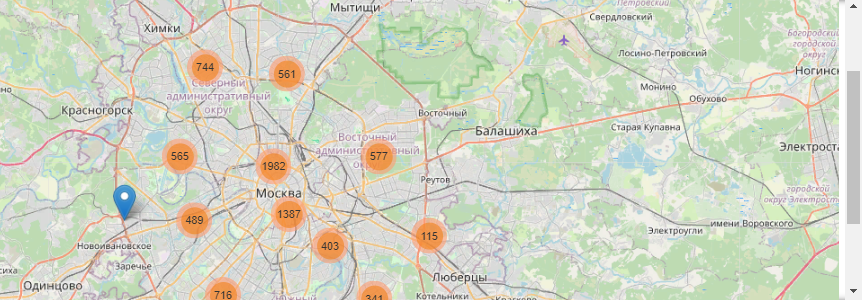 Мытищи
Свердловский
Петровский
Химки
Лосино-Петровский
Богородский
городской
округ
Ногинск
744
561
Северный
административный
округ
Монино
Обухово
Красногорск
Восточный
Балашиха
Старая Купавна
Электроста
565
1982
Восточный
административный
округ
577
Реутов
Москва
городской
округ Электросталь
489
1387
имени Воровского
Электроугли
Новоивановское
403
115
Заречье
Одинцово
716
341
Люберцы
Котельники